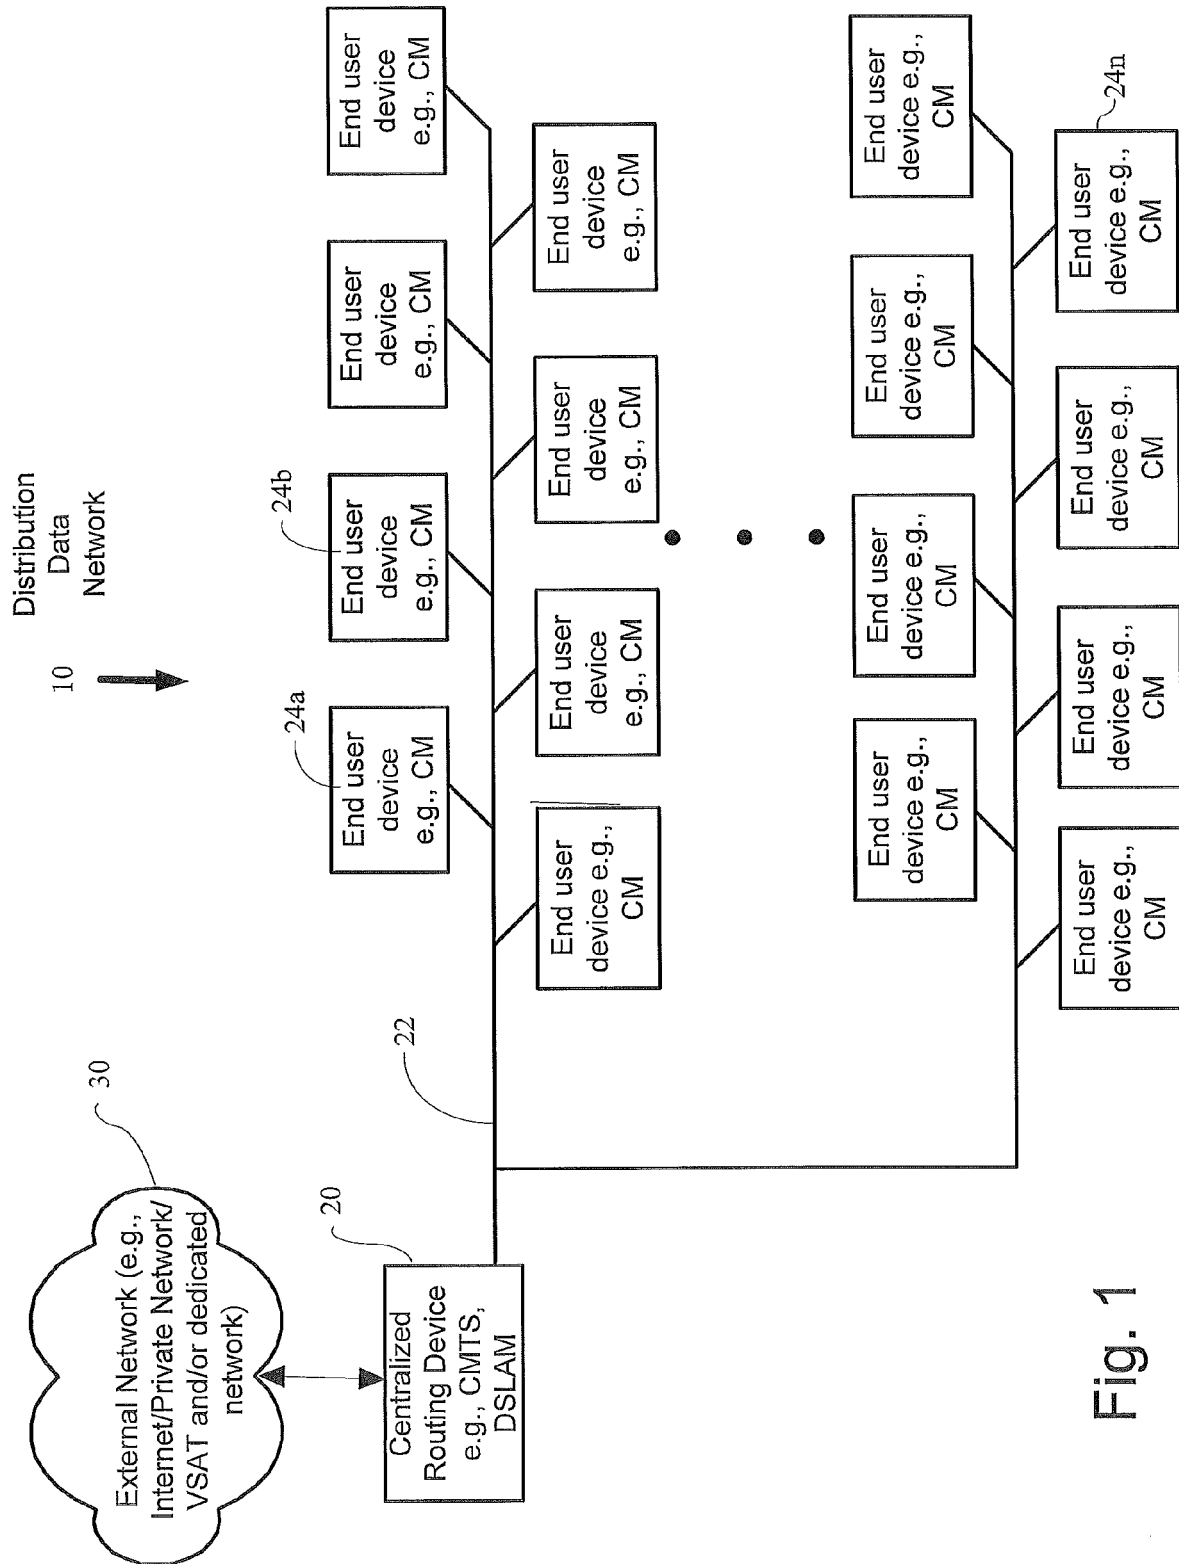 Distribution
Data
Network
10
External Network (e.g.,
Internet/Private Network/
VSAT and/or dedicated
network)
30
24a
24b
End user
device
e.g., CM
End user
device
e.g., CM
End user
device
e.g., CM
End user
device
e.g., CM
20
Centralized
Routing Device
e.g., CMTS,
DSLAM
22
End user
device e.g.,
CM
End user
device
e.g., CM
End user
device
e.g., CM
End user
device
e.g., CM
End user
device e.g.,
CM
End user
device e.g.,
CM
End user
device e.g.,
CM
End user
device e.g.,
CM
End user
device e.g.,
CM
End user
device e.g.,
CM
End user
device e.g.,
CM
End user
device e.g.,
CM
24n
Fig. 1